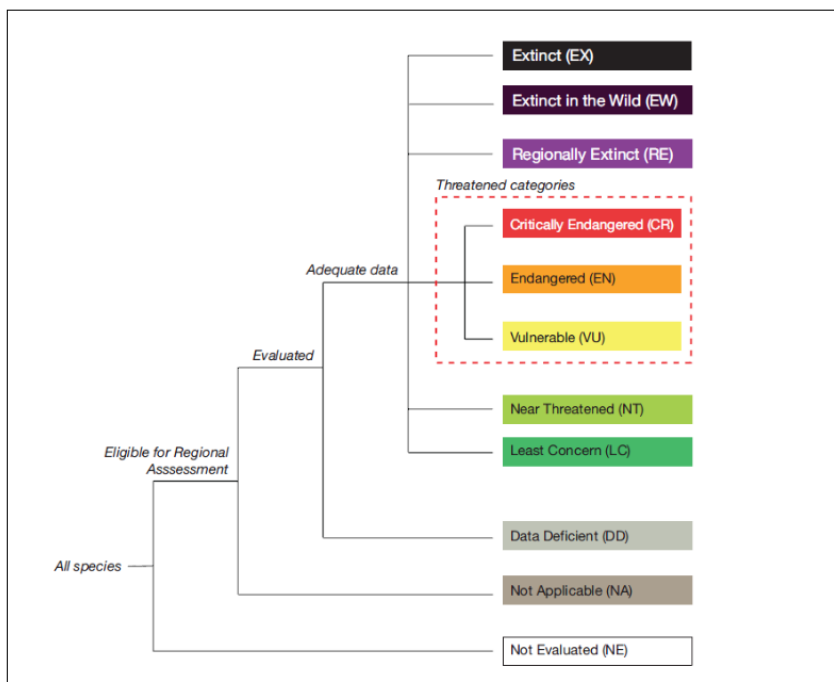 Extinct (EX)
Extinct in the Wild (EW)
Regionally Extinct (RE)
Threatened categories
Critically Endangered (CR)
Adequate data
Endangered (EN)
Vulnerable (VU)
Evaluated
Near Threatened (NT)
Eligible for Regional
Asssessment
Least Concern (LC)
Data Deficient (DD)
All species
Not Applicable (NA)
Not Evaluated (NE)